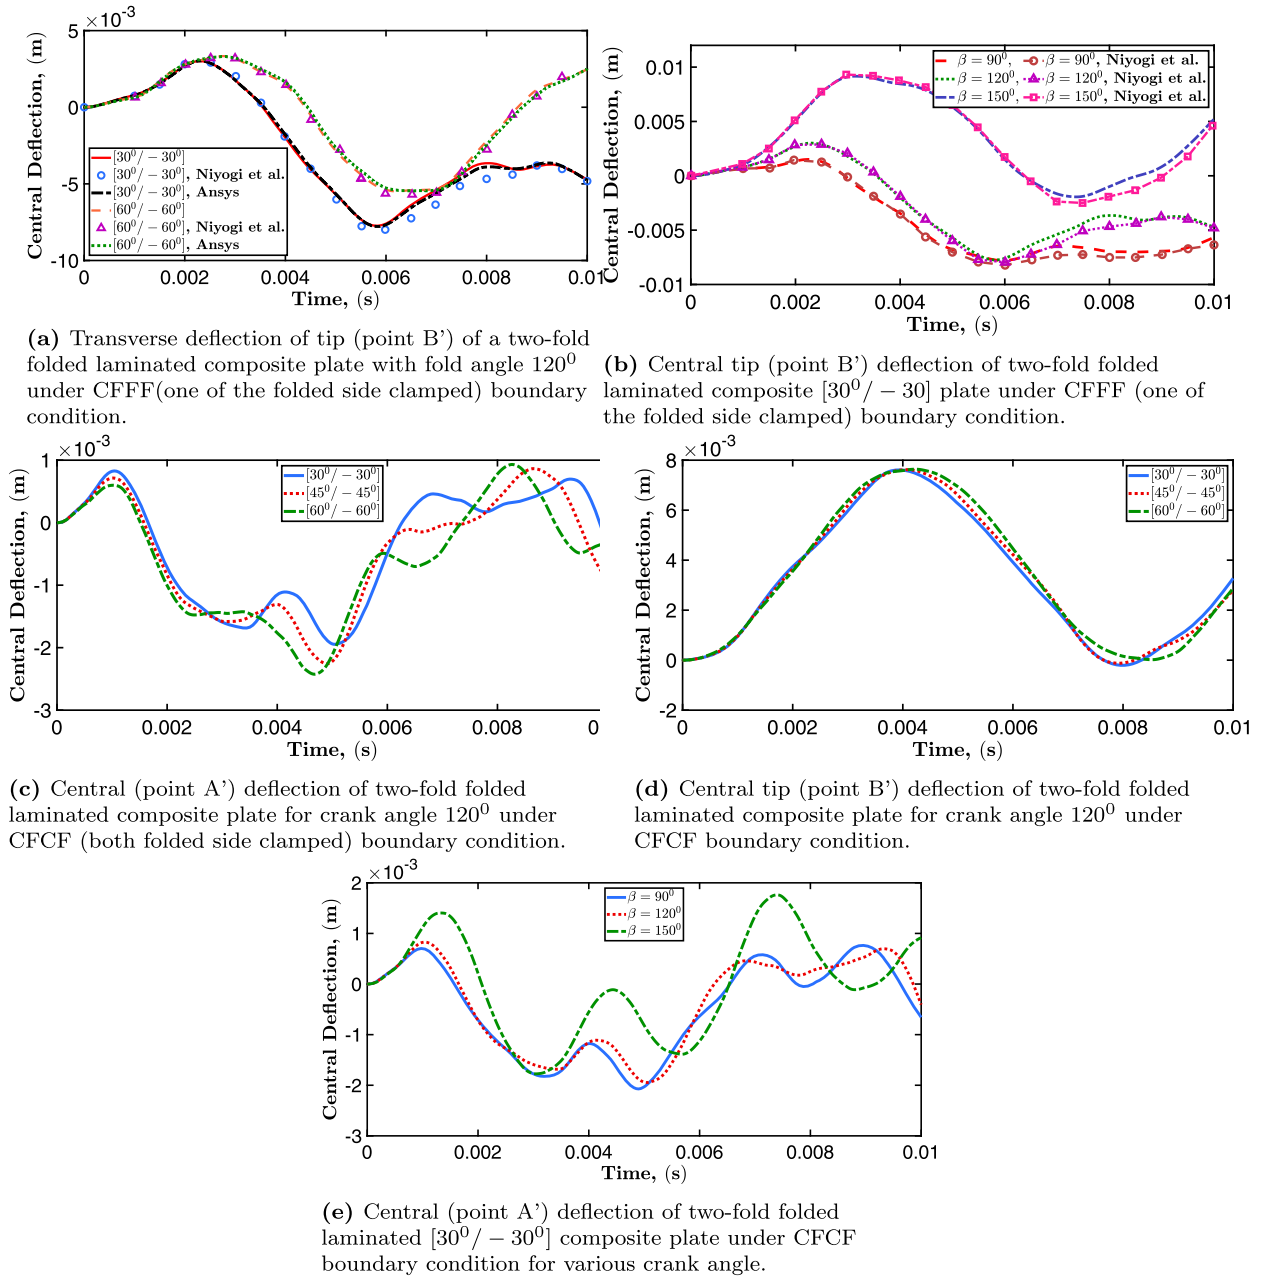 ×10⁻³
5
0
-5
-10
Central Deflection, (m)
[30⁰/ − 30⁰]
[30⁰/ − 30⁰], Niyogi et al.
[30⁰/ − 30⁰], Ansys
[60⁰/ − 60⁰]
[60⁰/ − 60⁰], Niyogi et al.
[60⁰/ − 60⁰], Ansys
0 0.002 0.004 0.006 0.008 0.01
Time, (s)
(a) Transverse deflection of tip (point B') of a two-fold
folded laminated composite plate with fold angle 120⁰
under CFFF(one of the folded side clamped) boundary
condition.
0.01
0.005
0
-0.005
-0.01
Central Deflection, (m)
β = 90⁰, β = 90⁰, Niyogi et al.
β = 120⁰, β = 120⁰, Niyogi et al.
β = 150⁰, β = 150⁰, Niyogi et al.
0 0.002 0.004 0.006 0.008 0.01
Time, (s)
(b) Central tip (point B') deflection of two-fold folded
laminated composite [30⁰/ − 30] plate under CFFF (one of
the folded side clamped) boundary condition.
×10⁻³
1
0
-1
-2
-3
Central Deflection, (m)
[30⁰/ − 30⁰]
[45⁰/ − 45⁰]
[60⁰/ − 60⁰]
0 0.002 0.004 0.006 0.008 0
Time, (s)
(c) Central (point A') deflection of two-fold folded
laminated composite plate for crank angle 120⁰ under
CFCF (both folded side clamped) boundary condition.
×10⁻³
8
6
4
2
0
-2
Central Deflection, (m)
[30⁰/ − 30⁰]
[45⁰/ − 45⁰]
[60⁰/ − 60⁰]
0 0.002 0.004 0.006 0.008 0.01
Time, (s)
(d) Central tip (point B') deflection of two-fold folded
laminated composite plate for crank angle 120⁰ under
CFCF boundary condition.
×10⁻³
2
1
0
-1
-2
-3
Central Deflection, (m)
β = 90⁰
β = 120⁰
β = 150⁰
0 0.002 0.004 0.006 0.008 0.01
Time, (s)
(e) Central (point A') deflection of two-fold folded
laminated [30⁰/ − 30⁰] composite plate under CFCF
boundary condition for various crank angle.